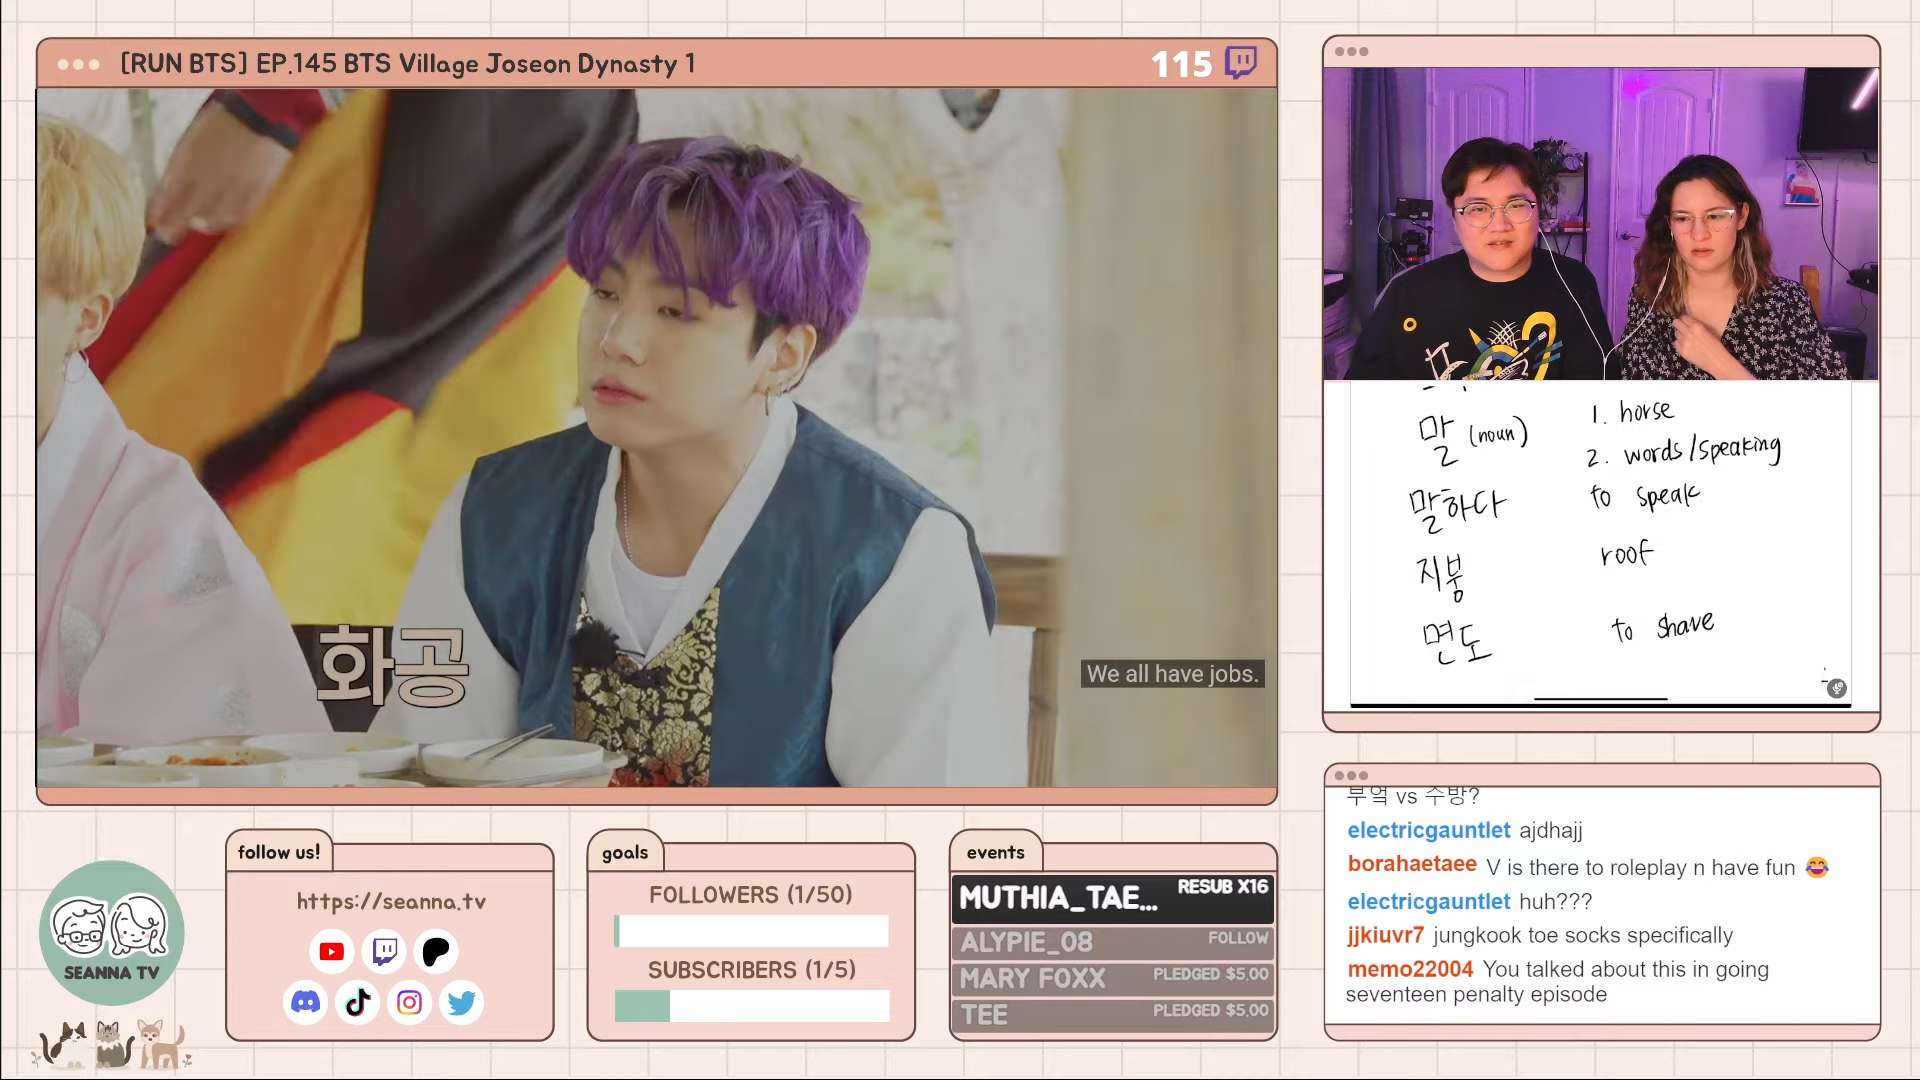 [RUN BTS] EP.145 BTS Village Joseon Dynasty 1
115
화공
We all have jobs.
말 (noun)
1. horse
2. words/speaking
말하다
to speak
지붕
roof
면도
to shave
부엌 vs 수방?
electricgauntlet ajdhajj
borahaetaee V is there to roleplay n have fun 😂
electricgauntlet huh???
jjkiuvr7 jungkook toe socks specifically
memo22004 You talked about this in going
seventeen penalty episode
SEANNA TV
follow us!
https://seanna.tv
goals
FOLLOWERS (1/50)
SUBSCRIBERS (1/5)
events
MUTHIA_TAE... RESUB X16
ALYPIE_08 FOLLOW
MARY FOXX PLEDGED $5.00
TEE PLEDGED $5.00